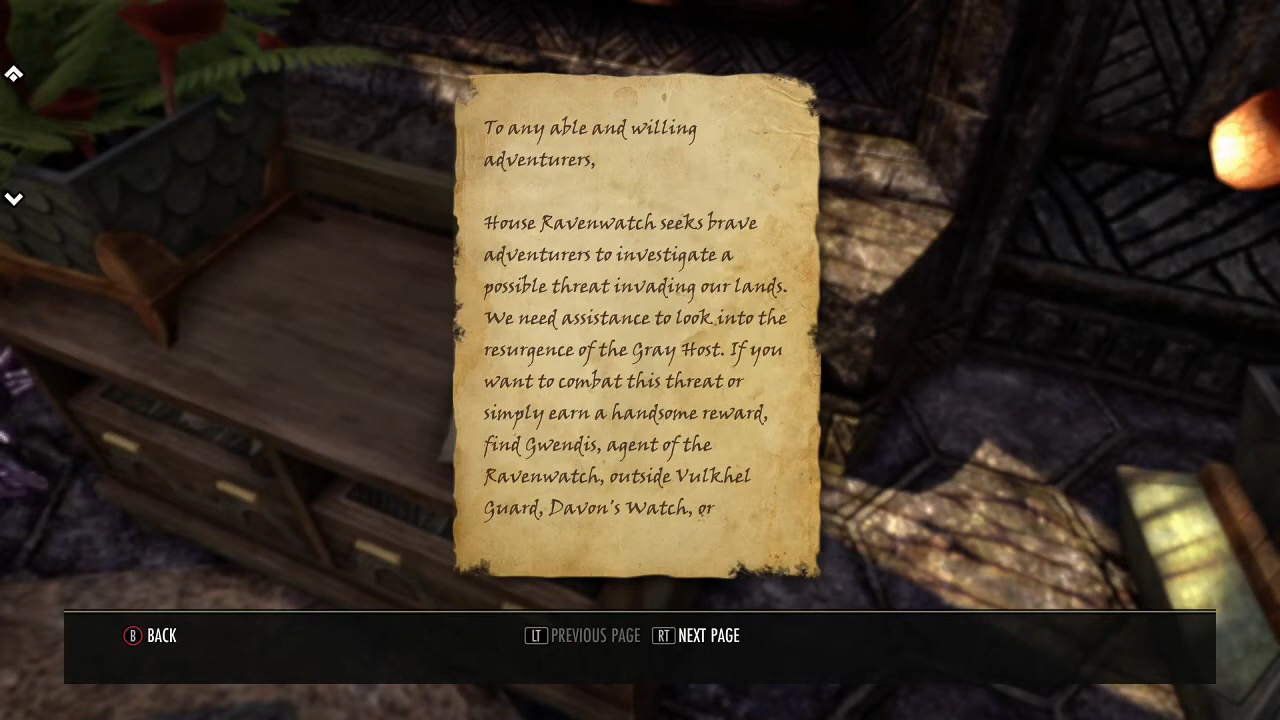 To any able and willing
adventurers,
House Ravenwatch seeks brave
adventurers to investigate a
possible threat invading our lands.
We need assistance to look into the
resurgence of the Gray Host. If you
want to combat this threat or
simply earn a handsome reward,
find Gwendis, agent of the
Ravenwatch, outside Vulkhel
Guard, Davon's Watch, or
B BACK
LT PREVIOUS PAGE RT NEXT PAGE